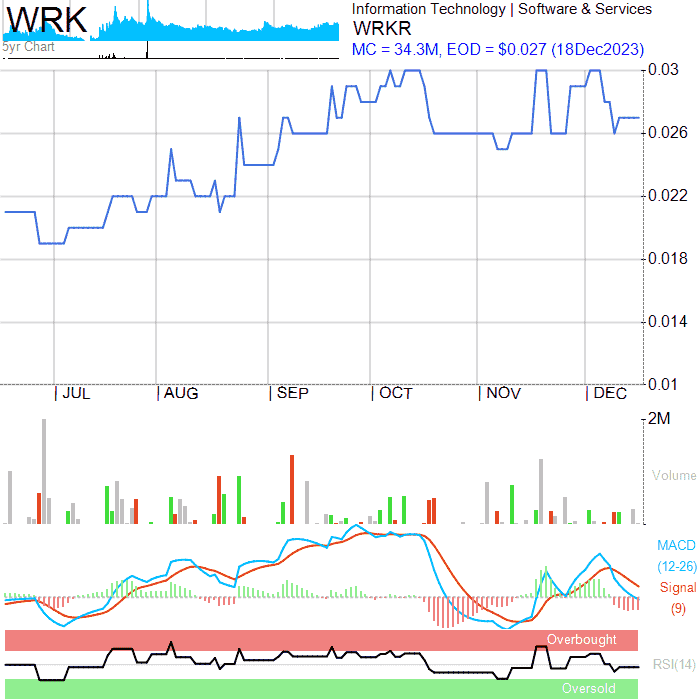 WRK
5yr Chart
Information Technology | Software & Services
WRKR
MC = 34.3M, EOD = $0.027 (18Dec2023)
0.03
0.026
0.022
0.018
0.014
0.01
JUL AUG SEP OCT NOV DEC
2M
Volume
MACD
(12-26)
Signal
(9)
Overbought
RSI(14)
Oversold